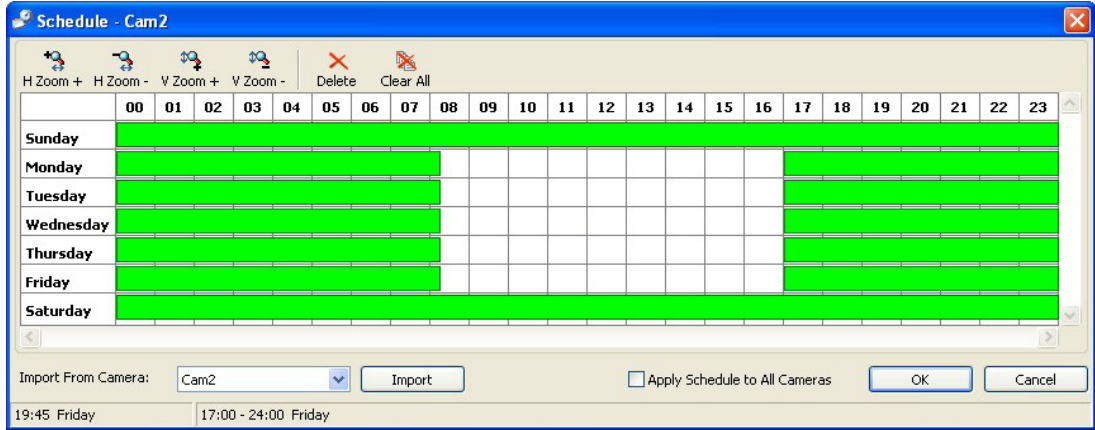 Schedule - Cam2
H Zoom + H Zoom - V Zoom + V Zoom - Delete Clear All
00 01 02 03 04 05 06 07 08 09 10 11 12 13 14 15 16 17 18 19 20 21 22 23
Sunday
Monday
Tuesday
Wednesday
Thursday
Friday
Saturday
Import From Camera: Cam2 Import Apply Schedule to All Cameras OK Cancel
19:45 Friday 17:00 - 24:00 Friday